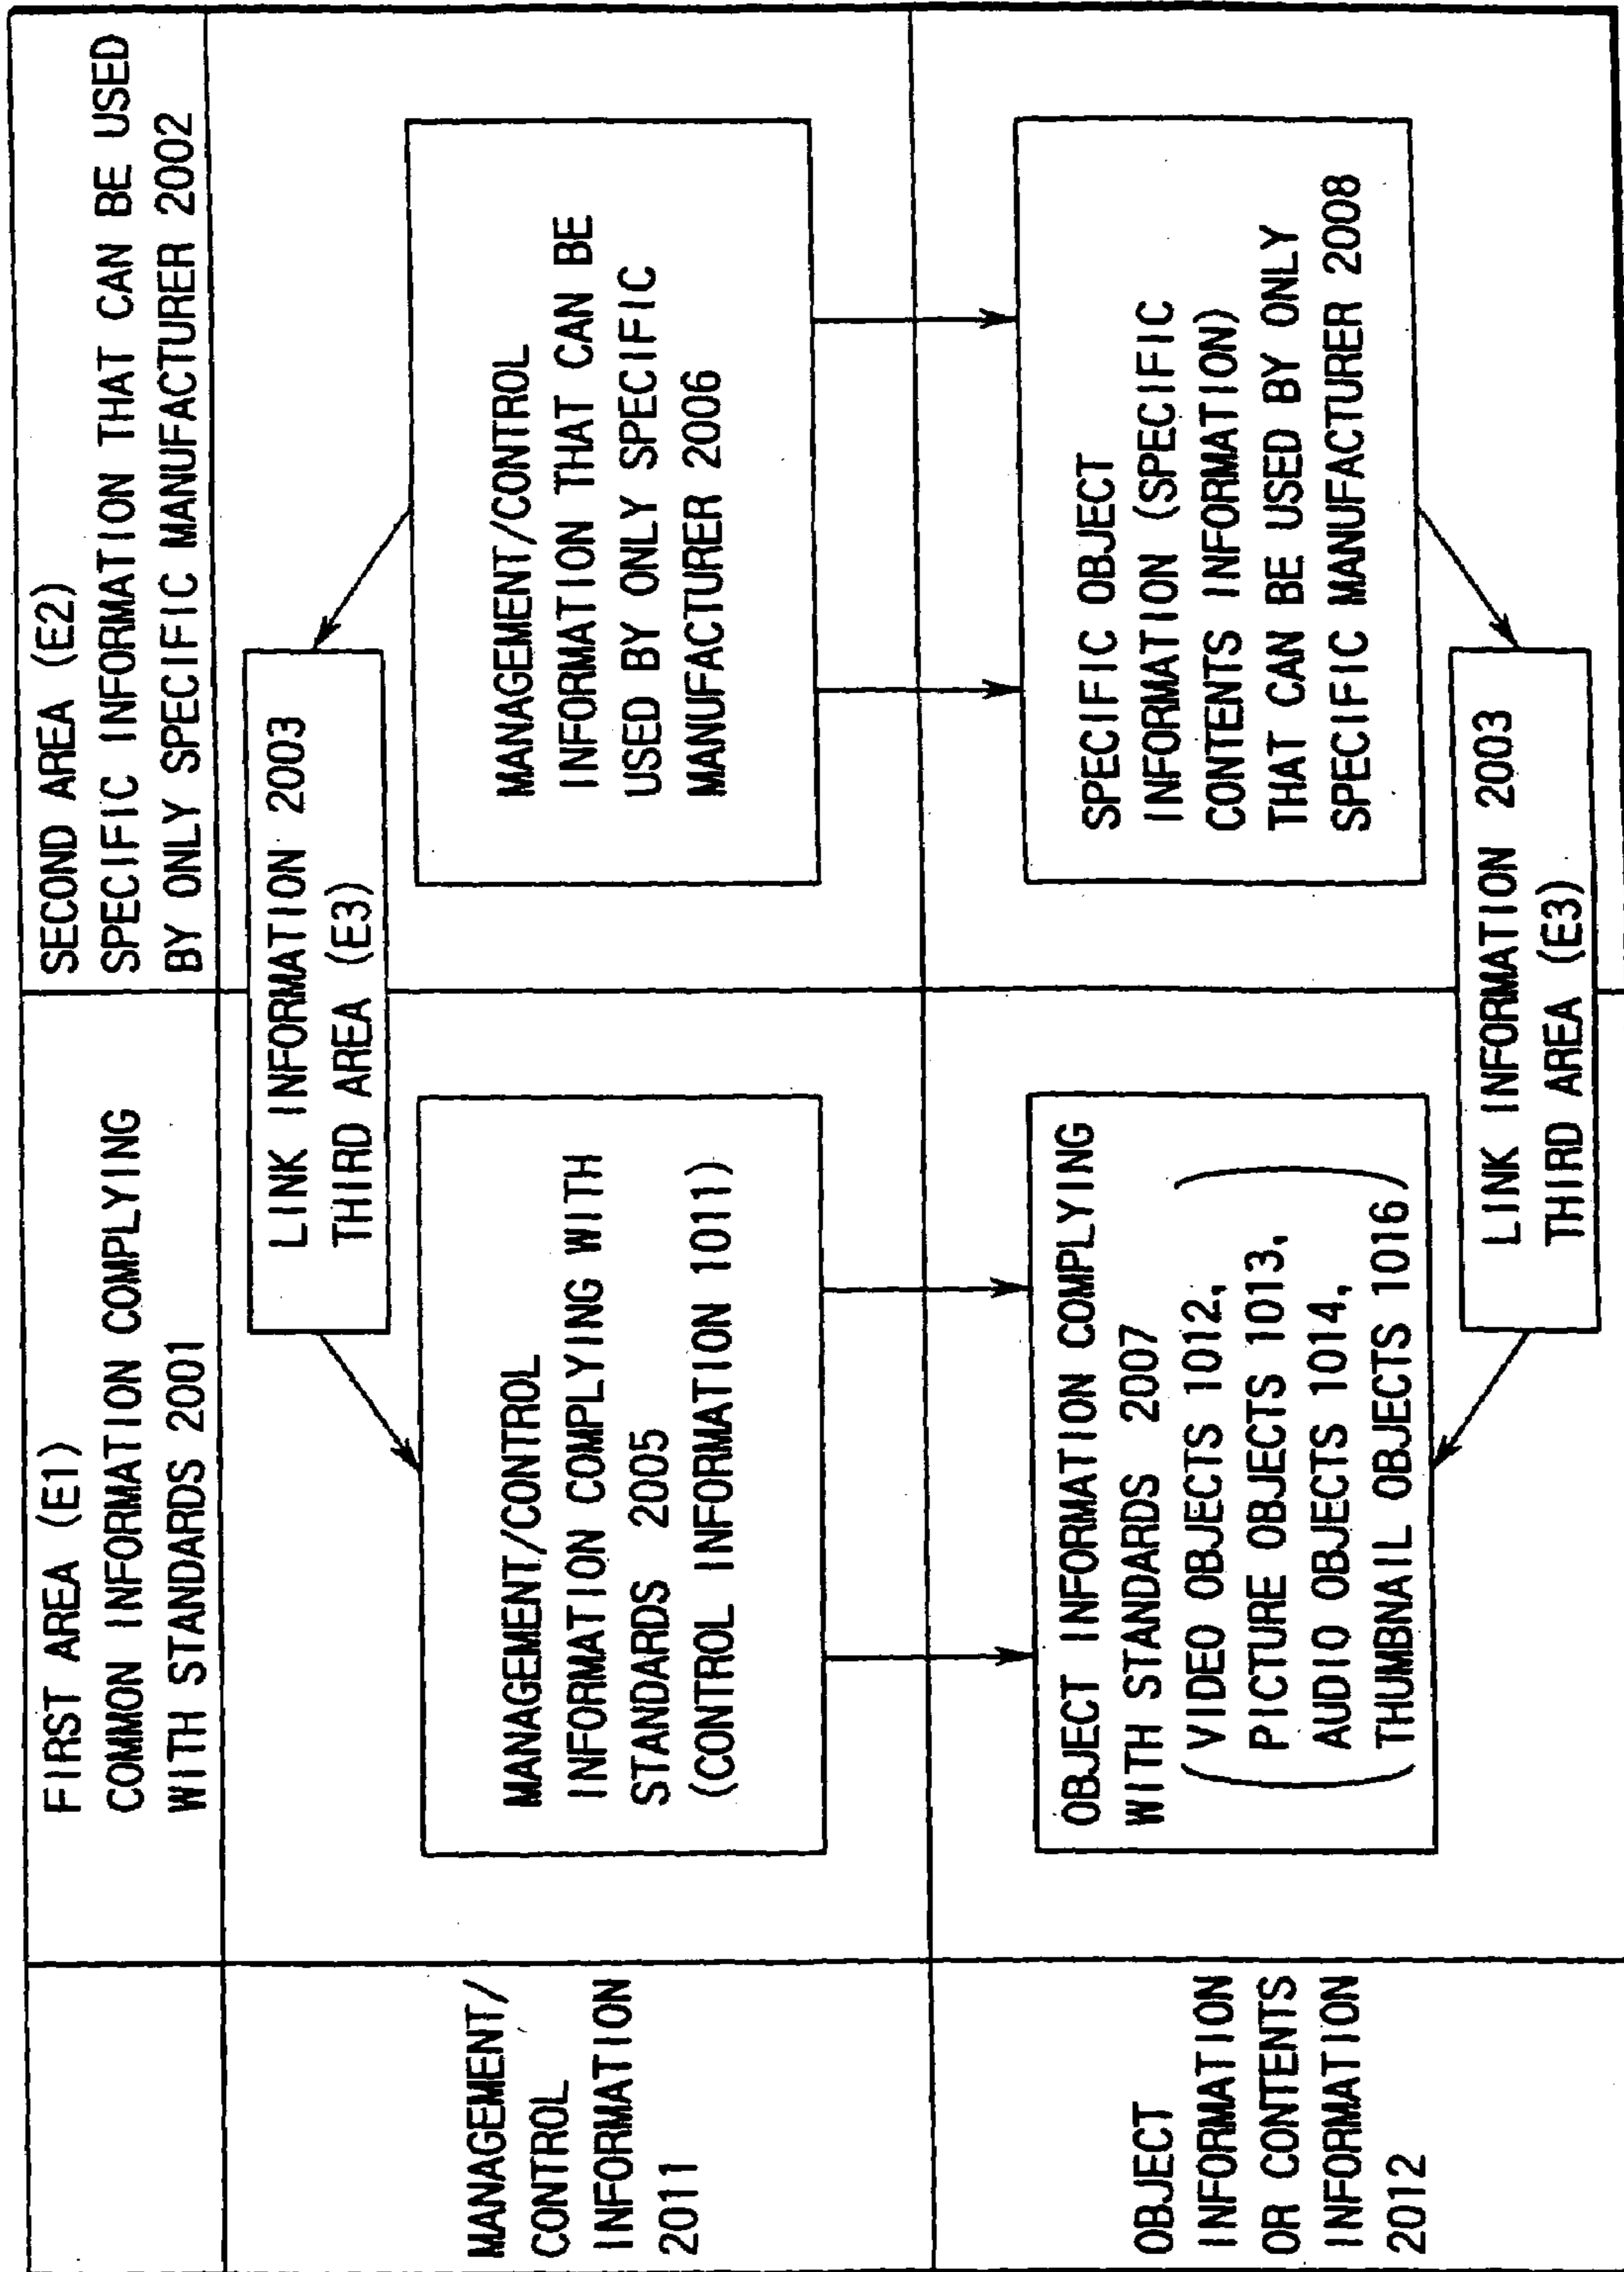 FIRST AREA (E1)
COMMON INFORMATION COMPLYING
WITH STANDARDS 2001
SECOND AREA (E2)
SPECIFIC INFORMATION THAT CAN BE USED
BY ONLY SPECIFIC MANUFACTURER 2002
MANAGEMENT/
CONTROL
INFORMATION
2011
LINK INFORMATION 2003
THIRD AREA (E3)
MANAGEMENT/CONTROL
INFORMATION COMPLYING WITH
STANDARDS 2005
(CONTROL INFORMATION 1011)
MANAGEMENT/CONTROL
INFORMATION THAT CAN BE
USED BY ONLY SPECIFIC
MANUFACTURER 2006
OBJECT
INFORMATION
OR CONTENTS
INFORMATION
2012
OBJECT INFORMATION COMPLYING
WITH STANDARDS 2007
(VIDEO OBJECTS 1012,
PICTURE OBJECTS 1013,
AUDIO OBJECTS 1014,
THUMBNAIL OBJECTS 1016)
SPECIFIC OBJECT
INFORMATION (SPECIFIC
CONTENTS INFORMATION)
THAT CAN BE USED BY ONLY
SPECIFIC MANUFACTURER 2008
LINK INFORMATION 2003
THIRD AREA (E3)